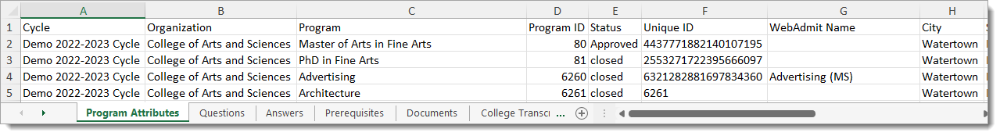 A B C D E F G H
1 Cycle Organization Program Program ID Status Unique ID WebAdmit Name City
2 Demo 2022-2023 Cycle College of Arts and Sciences Master of Arts in Fine Arts 80 Approved 4437771882140107195 Watertown
3 Demo 2022-2023 Cycle College of Arts and Sciences PhD in Fine Arts 81 closed 2553271722395666097 Watertown
4 Demo 2022-2023 Cycle College of Arts and Sciences Advertising 6260 closed 6321282881697834360 Advertising (MS) Watertown
5 Demo 2022-2023 Cycle College of Arts and Sciences Architecture 6261 closed 6261 Watertown
Program Attributes Questions Answers Prerequisites Documents College Transcr ...